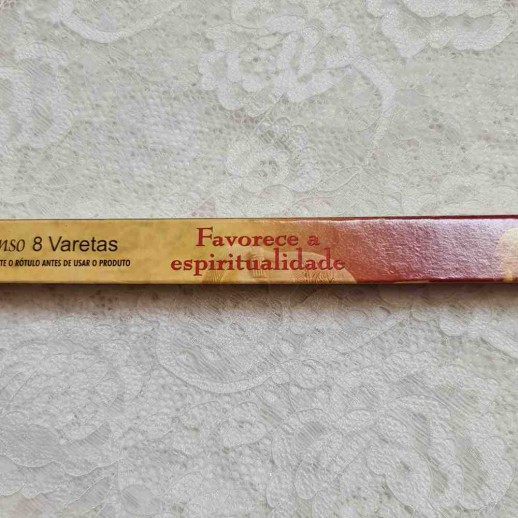 nso 8 Varetas
TE O RÓTULO ANTES DE USAR O PRODUTO
Favorece a
espiritualidade